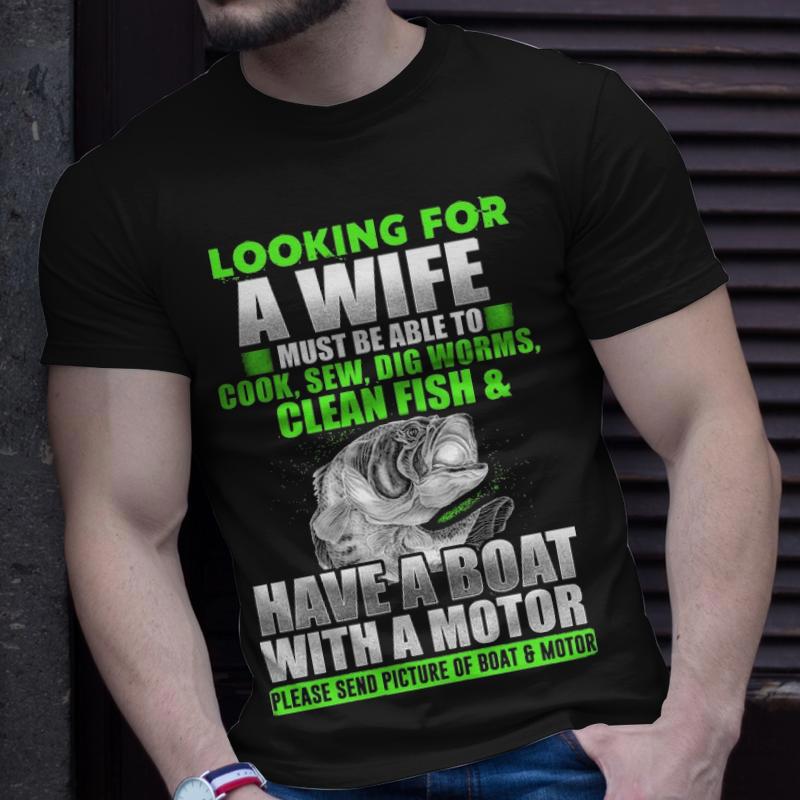 LOOKING FOR
A WIFE
MUST BE ABLE TO
COOK, SEW, DIG WORMS,
CLEAN FISH &
HAVE A BOAT
WITH A MOTOR
PLEASE SEND PICTURE OF BOAT & MOTOR